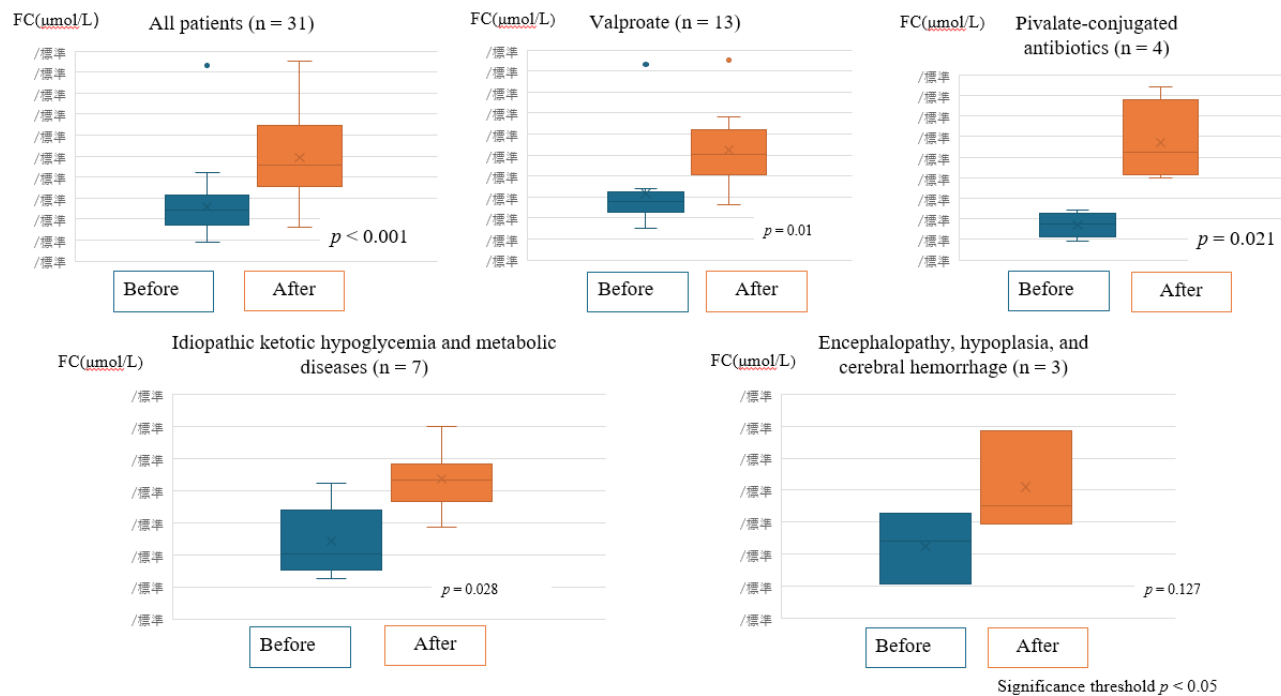 FC(µmol/L)
All patients (n = 31)
/標準
/標準
/標準
/標準
/標準
/標準
/標準
/標準
/標準
/標準
/標準
p < 0.001
Before
After
FC(µmol/L)
Valproate (n = 13)
/標準
/標準
/標準
/標準
/標準
/標準
/標準
/標準
/標準
/標準
/標準
p = 0.01
Before
After
FC(µmol/L)
Pivalate-conjugated
antibiotics (n = 4)
/標準
/標準
/標準
/標準
/標準
/標準
/標準
/標準
/標準
/標準
p = 0.021
Before
After
FC(µmol/L)
Idiopathic ketotic hypoglycemia and metabolic
diseases (n = 7)
/標準
/標準
/標準
/標準
/標準
/標準
/標準
/標準
p = 0.028
Before
After
FC(µmol/L)
Encephalopathy, hypoplasia, and
cerebral hemorrhage (n = 3)
/標準
/標準
/標準
/標準
/標準
/標準
/標準
/標準
p = 0.127
Before
After
Significance threshold p < 0.05